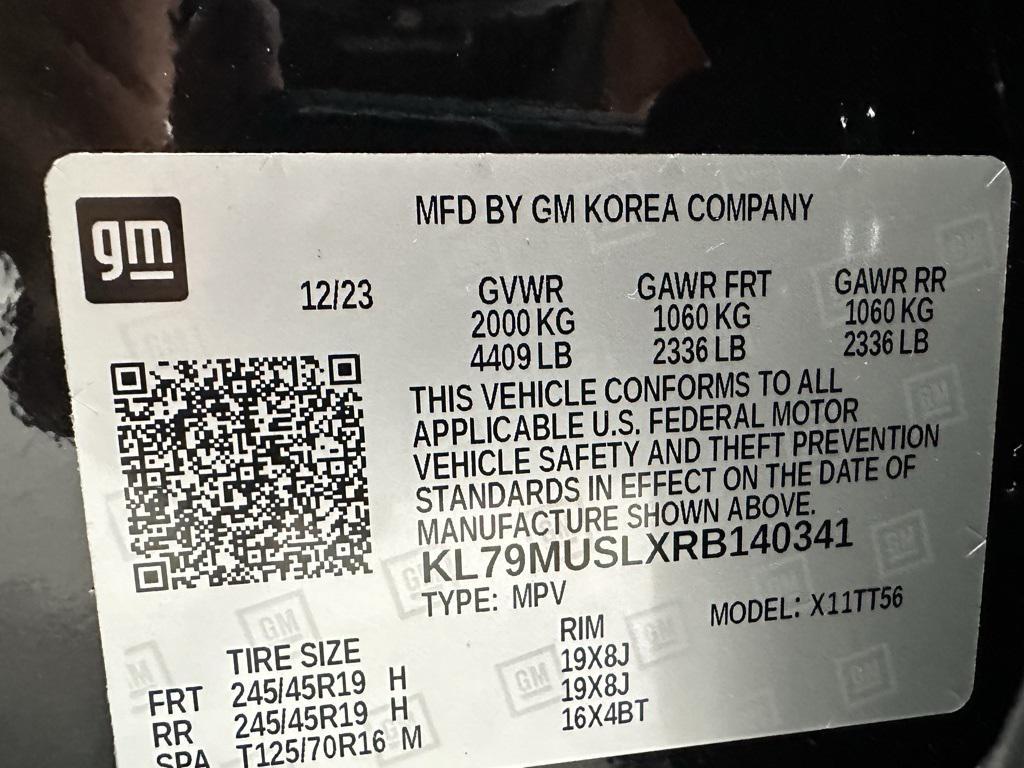 gm
MFD BY GM KOREA COMPANY
12/23
GVWR GAWR FRT GAWR RR
2000 KG 1060 KG 1060 KG
4409 LB 2336 LB 2336 LB
THIS VEHICLE CONFORMS TO ALL
APPLICABLE U.S. FEDERAL MOTOR
VEHICLE SAFETY AND THEFT PREVENTION
STANDARDS IN EFFECT ON THE DATE OF
MANUFACTURE SHOWN ABOVE.
KL79MUSLXRB140341
TYPE: MPV MODEL: X11TT56
TIRE SIZE RIM
FRT 245/45R19 H 19X8J
RR 245/45R19 H 19X8J
SPA T125/70R16 M 16X4BT